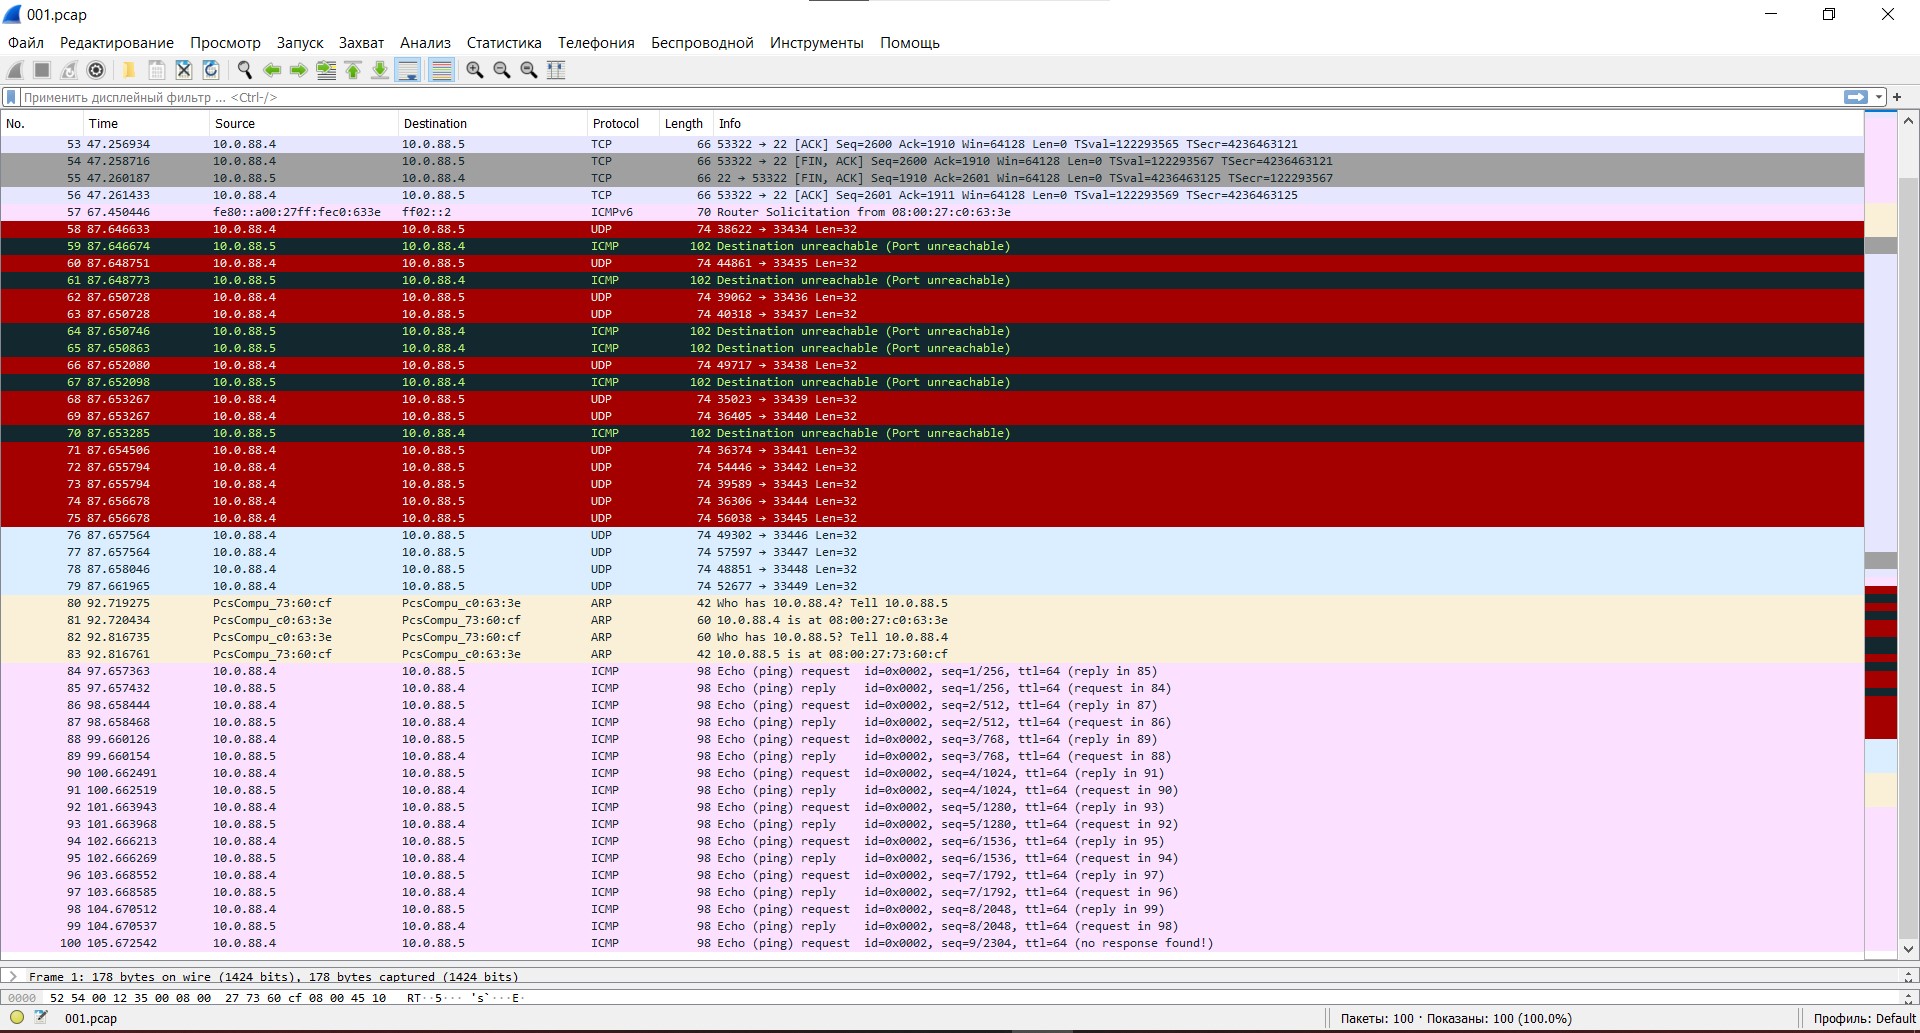 001.pcap
Файл Редактирование Просмотр Запуск Захват Анализ Статистика Телефония Беспроводной Инструменты Помощь
Применить дисплейный фильтр ... <Ctrl-/>
No. Time Source Destination Protocol Length Info
53 47.256934 10.0.88.4 10.0.88.5 TCP 66 53322 → 22 [ACK] Seq=2600 Ack=1910 Win=64128 Len=0 TSval=122293565 TSecr=4236463121
54 47.258716 10.0.88.4 10.0.88.5 TCP 66 53322 → 22 [FIN, ACK] Seq=2600 Ack=1910 Win=64128 Len=0 TSval=122293567 TSecr=4236463121
55 47.260187 10.0.88.5 10.0.88.4 TCP 66 22 → 53322 [FIN, ACK] Seq=1910 Ack=2601 Win=64128 Len=0 TSval=4236463125 TSecr=122293567
56 47.261433 10.0.88.4 10.0.88.5 TCP 66 53322 → 22 [ACK] Seq=2601 Ack=1911 Win=64128 Len=0 TSval=122293569 TSecr=4236463125
57 67.450446 fe80::a00:27ff:fec0:633e ff02::2 ICMPv6 70 Router Solicitation from 08:00:27:c0:63:3e
58 87.646633 10.0.88.4 10.0.88.5 UDP 74 38622 → 33434 Len=32
59 87.646674 10.0.88.5 10.0.88.4 ICMP 102 Destination unreachable (Port unreachable)
60 87.648751 10.0.88.4 10.0.88.5 UDP 74 44861 → 33435 Len=32
61 87.648773 10.0.88.5 10.0.88.4 ICMP 102 Destination unreachable (Port unreachable)
62 87.650728 10.0.88.4 10.0.88.5 UDP 74 39062 → 33436 Len=32
63 87.650728 10.0.88.4 10.0.88.5 UDP 74 40318 → 33437 Len=32
64 87.650746 10.0.88.5 10.0.88.4 ICMP 102 Destination unreachable (Port unreachable)
65 87.650863 10.0.88.5 10.0.88.4 ICMP 102 Destination unreachable (Port unreachable)
66 87.652080 10.0.88.4 10.0.88.5 UDP 74 49717 → 33438 Len=32
67 87.652098 10.0.88.5 10.0.88.4 ICMP 102 Destination unreachable (Port unreachable)
68 87.653267 10.0.88.4 10.0.88.5 UDP 74 35023 → 33439 Len=32
69 87.653267 10.0.88.4 10.0.88.5 UDP 74 36405 → 33440 Len=32
70 87.653285 10.0.88.5 10.0.88.4 ICMP 102 Destination unreachable (Port unreachable)
71 87.654506 10.0.88.4 10.0.88.5 UDP 74 36374 → 33441 Len=32
72 87.655794 10.0.88.4 10.0.88.5 UDP 74 54446 → 33442 Len=32
73 87.655794 10.0.88.4 10.0.88.5 UDP 74 39589 → 33443 Len=32
74 87.656678 10.0.88.4 10.0.88.5 UDP 74 36306 → 33444 Len=32
75 87.656678 10.0.88.4 10.0.88.5 UDP 74 56038 → 33445 Len=32
76 87.657564 10.0.88.4 10.0.88.5 UDP 74 49302 → 33446 Len=32
77 87.657564 10.0.88.4 10.0.88.5 UDP 74 57597 → 33447 Len=32
78 87.658046 10.0.88.4 10.0.88.5 UDP 74 48851 → 33448 Len=32
79 87.661965 10.0.88.4 10.0.88.5 UDP 74 52677 → 33449 Len=32
80 92.719275 PcsCompu_73:60:cf PcsCompu_c0:63:3e ARP 42 Who has 10.0.88.4? Tell 10.0.88.5
81 92.720434 PcsCompu_c0:63:3e PcsCompu_73:60:cf ARP 60 10.0.88.4 is at 08:00:27:c0:63:3e
82 92.816735 PcsCompu_c0:63:3e PcsCompu_73:60:cf ARP 60 Who has 10.0.88.5? Tell 10.0.88.4
83 92.816761 PcsCompu_73:60:cf PcsCompu_c0:63:3e ARP 42 10.0.88.5 is at 08:00:27:73:60:cf
84 97.657363 10.0.88.4 10.0.88.5 ICMP 98 Echo (ping) request id=0x0002, seq=1/256, ttl=64 (reply in 85)
85 97.657432 10.0.88.5 10.0.88.4 ICMP 98 Echo (ping) reply id=0x0002, seq=1/256, ttl=64 (request in 84)
86 98.658444 10.0.88.4 10.0.88.5 ICMP 98 Echo (ping) request id=0x0002, seq=2/512, ttl=64 (reply in 87)
87 98.658468 10.0.88.5 10.0.88.4 ICMP 98 Echo (ping) reply id=0x0002, seq=2/512, ttl=64 (request in 86)
88 99.660126 10.0.88.4 10.0.88.5 ICMP 98 Echo (ping) request id=0x0002, seq=3/768, ttl=64 (reply in 89)
89 99.660154 10.0.88.5 10.0.88.4 ICMP 98 Echo (ping) reply id=0x0002, seq=3/768, ttl=64 (request in 88)
90 100.662491 10.0.88.4 10.0.88.5 ICMP 98 Echo (ping) request id=0x0002, seq=4/1024, ttl=64 (reply in 91)
91 100.662519 10.0.88.5 10.0.88.4 ICMP 98 Echo (ping) reply id=0x0002, seq=4/1024, ttl=64 (request in 90)
92 101.663943 10.0.88.4 10.0.88.5 ICMP 98 Echo (ping) request id=0x0002, seq=5/1280, ttl=64 (reply in 93)
93 101.663968 10.0.88.5 10.0.88.4 ICMP 98 Echo (ping) reply id=0x0002, seq=5/1280, ttl=64 (request in 92)
94 102.666213 10.0.88.4 10.0.88.5 ICMP 98 Echo (ping) request id=0x0002, seq=6/1536, ttl=64 (reply in 95)
95 102.666269 10.0.88.5 10.0.88.4 ICMP 98 Echo (ping) reply id=0x0002, seq=6/1536, ttl=64 (request in 94)
96 103.668552 10.0.88.4 10.0.88.5 ICMP 98 Echo (ping) request id=0x0002, seq=7/1792, ttl=64 (reply in 97)
97 103.668585 10.0.88.5 10.0.88.4 ICMP 98 Echo (ping) reply id=0x0002, seq=7/1792, ttl=64 (request in 96)
98 104.670512 10.0.88.4 10.0.88.5 ICMP 98 Echo (ping) request id=0x0002, seq=8/2048, ttl=64 (reply in 99)
99 104.670537 10.0.88.5 10.0.88.4 ICMP 98 Echo (ping) reply id=0x0002, seq=8/2048, ttl=64 (request in 98)
100 105.672542 10.0.88.4 10.0.88.5 ICMP 98 Echo (ping) request id=0x0002, seq=9/2304, ttl=64 (no response found!)
Frame 1: 178 bytes on wire (1424 bits), 178 bytes captured (1424 bits)
0000 52 54 00 12 35 00 08 00 27 73 60 cf 08 00 45 10 RT··5··· 's`···E·
001.pcap Пакеты: 100 · Показаны: 100 (100.0%) Профиль: Default